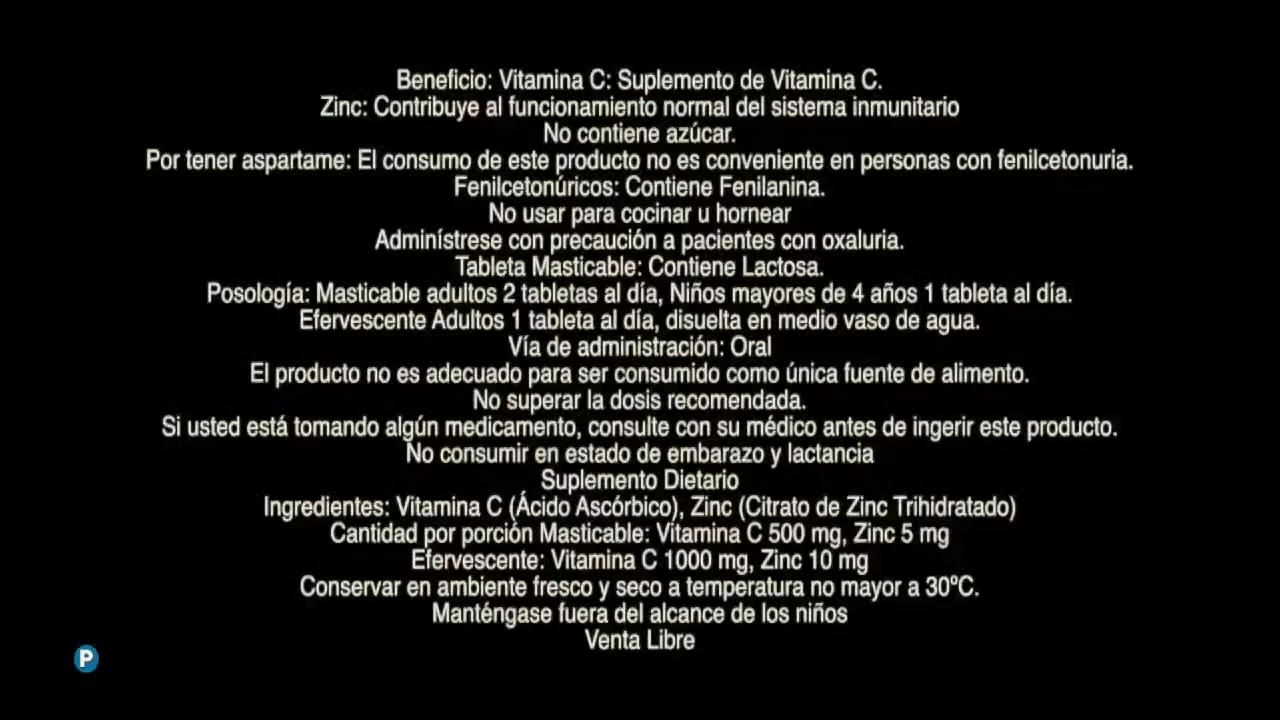 Beneficio: Vitamina C: Suplemento de Vitamina C.
Zinc: Contribuye al funcionamiento normal del sistema inmunitario
No contiene azúcar.
Por tener aspartame: El consumo de este producto no es conveniente en personas con fenilcetonuria.
Fenilcetonúricos: Contiene Fenilanina.
No usar para cocinar u hornear
Adminístrese con precaución a pacientes con oxaluria.
Tableta Masticable: Contiene Lactosa.
Posología: Masticable adultos 2 tabletas al día, Niños mayores de 4 años 1 tableta al día.
Efervescente Adultos 1 tableta al día, disuelta en medio vaso de agua.
Vía de administración: Oral
El producto no es adecuado para ser consumido como única fuente de alimento.
No superar la dosis recomendada.
Si usted está tomando algún medicamento, consulte con su médico antes de ingerir este producto.
No consumir en estado de embarazo y lactancia
Suplemento Dietario
Ingredientes: Vitamina C (Ácido Ascórbico), Zinc (Citrato de Zinc Trihidratado)
Cantidad por porción Masticable: Vitamina C 500 mg, Zinc 5 mg
Efervescente: Vitamina C 1000 mg, Zinc 10 mg
Conservar en ambiente fresco y seco a temperatura no mayor a 30ºC.
Manténgase fuera del alcance de los niños
Venta Libre
P